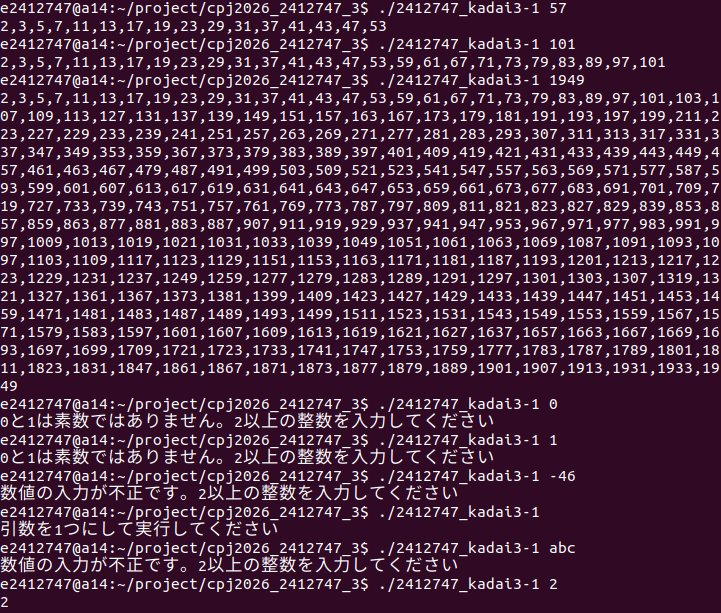 e2412747@a14:~/project/cpj2026_2412747_3$ ./2412747_kadai3-1 57
2,3,5,7,11,13,17,19,23,29,31,37,41,43,47,53
e2412747@a14:~/project/cpj2026_2412747_3$ ./2412747_kadai3-1 101
2,3,5,7,11,13,17,19,23,29,31,37,41,43,47,53,59,61,67,71,73,79,83,89,97,101
e2412747@a14:~/project/cpj2026_2412747_3$ ./2412747_kadai3-1 1949
2,3,5,7,11,13,17,19,23,29,31,37,41,43,47,53,59,61,67,71,73,79,83,89,97,101,103,1
07,109,113,127,131,137,139,149,151,157,163,167,173,179,181,191,193,197,199,211,2
23,227,229,233,239,241,251,257,263,269,271,277,281,283,293,307,311,313,317,331,3
37,347,349,353,359,367,373,379,383,389,397,401,409,419,421,431,433,439,443,449,4
57,461,463,467,479,487,491,499,503,509,521,523,541,547,557,563,569,571,577,587,5
93,599,601,607,613,617,619,631,641,643,647,653,659,661,673,677,683,691,701,709,7
19,727,733,739,743,751,757,761,769,773,787,797,809,811,821,823,827,829,839,853,8
57,859,863,877,881,883,887,907,911,919,929,937,941,947,953,967,971,977,983,991,9
97,1009,1013,1019,1021,1031,1033,1039,1049,1051,1061,1063,1069,1087,1091,1093,10
97,1103,1109,1117,1123,1129,1151,1153,1163,1171,1181,1187,1193,1201,1213,1217,12
23,1229,1231,1237,1249,1259,1277,1279,1283,1289,1291,1297,1301,1303,1307,1319,13
21,1327,1361,1367,1373,1381,1399,1409,1423,1427,1429,1433,1439,1447,1451,1453,14
59,1471,1481,1483,1487,1489,1493,1499,1511,1523,1531,1543,1549,1553,1559,1567,15
71,1579,1583,1597,1601,1607,1609,1613,1619,1621,1627,1637,1657,1663,1667,1669,16
93,1697,1699,1709,1721,1723,1733,1741,1747,1753,1759,1777,1783,1787,1789,1801,18
11,1823,1831,1847,1861,1867,1871,1873,1877,1879,1889,1901,1907,1913,1931,1933,19
49
e2412747@a14:~/project/cpj2026_2412747_3$ ./2412747_kadai3-1 0
0と1は素数ではありません。2以上の整数を入力してください
e2412747@a14:~/project/cpj2026_2412747_3$ ./2412747_kadai3-1 1
0と1は素数ではありません。2以上の整数を入力してください
e2412747@a14:~/project/cpj2026_2412747_3$ ./2412747_kadai3-1 -46
数値の入力が不正です。2以上の整数を入力してください
e2412747@a14:~/project/cpj2026_2412747_3$ ./2412747_kadai3-1
引数を1つにして実行してください
e2412747@a14:~/project/cpj2026_2412747_3$ ./2412747_kadai3-1 abc
数値の入力が不正です。2以上の整数を入力してください
e2412747@a14:~/project/cpj2026_2412747_3$ ./2412747_kadai3-1 2
2